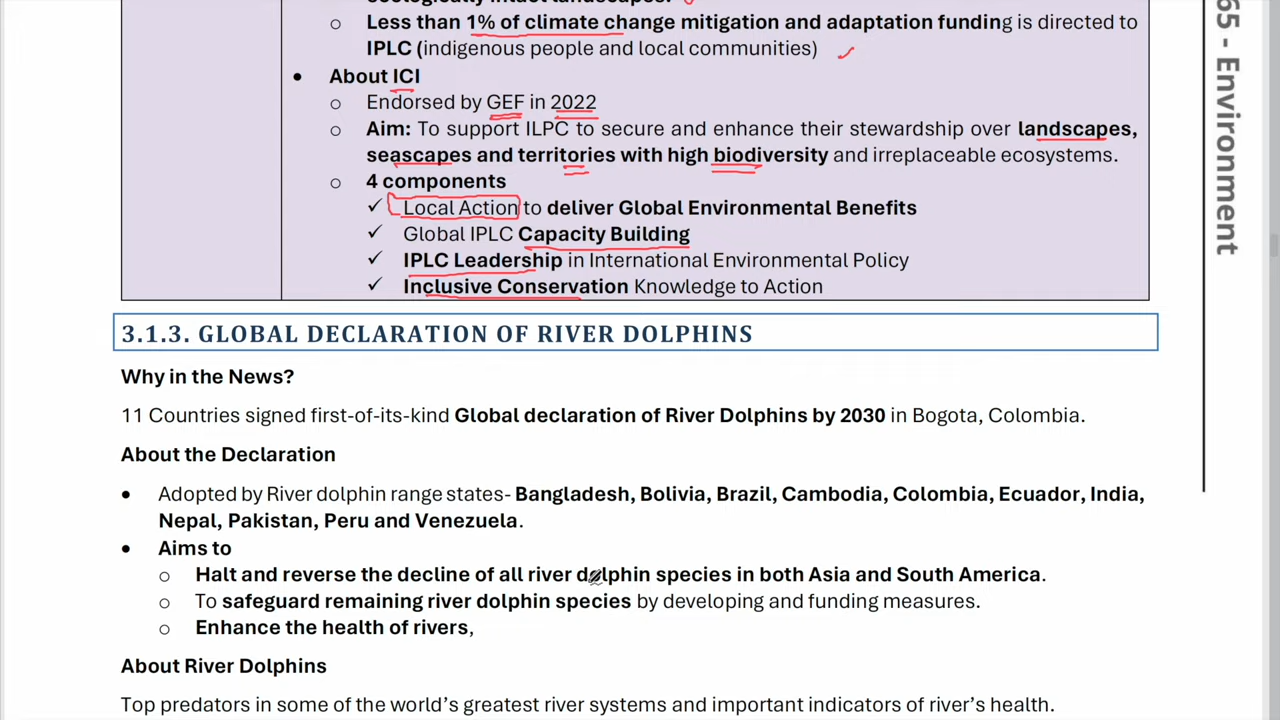 ○ Less than 1% of climate change mitigation and adaptation funding is directed to
IPLC (indigenous people and local communities)
• About ICI
○ Endorsed by GEF in 2022
○ Aim: To support ILPC to secure and enhance their stewardship over landscapes,
seascapes and territories with high biodiversity and irreplaceable ecosystems.
○ 4 components
✓ Local Action to deliver Global Environmental Benefits
✓ Global IPLC Capacity Building
✓ IPLC Leadership in International Environmental Policy
✓ Inclusive Conservation Knowledge to Action
3.1.3. GLOBAL DECLARATION OF RIVER DOLPHINS
Why in the News?
11 Countries signed first-of-its-kind Global declaration of River Dolphins by 2030 in Bogota, Colombia.
About the Declaration
• Adopted by River dolphin range states- Bangladesh, Bolivia, Brazil, Cambodia, Colombia, Ecuador, India,
Nepal, Pakistan, Peru and Venezuela.
• Aims to
○ Halt and reverse the decline of all river dolphin species in both Asia and South America.
○ To safeguard remaining river dolphin species by developing and funding measures.
○ Enhance the health of rivers,
About River Dolphins
Top predators in some of the world's greatest river systems and important indicators of river's health.
65 - Environment